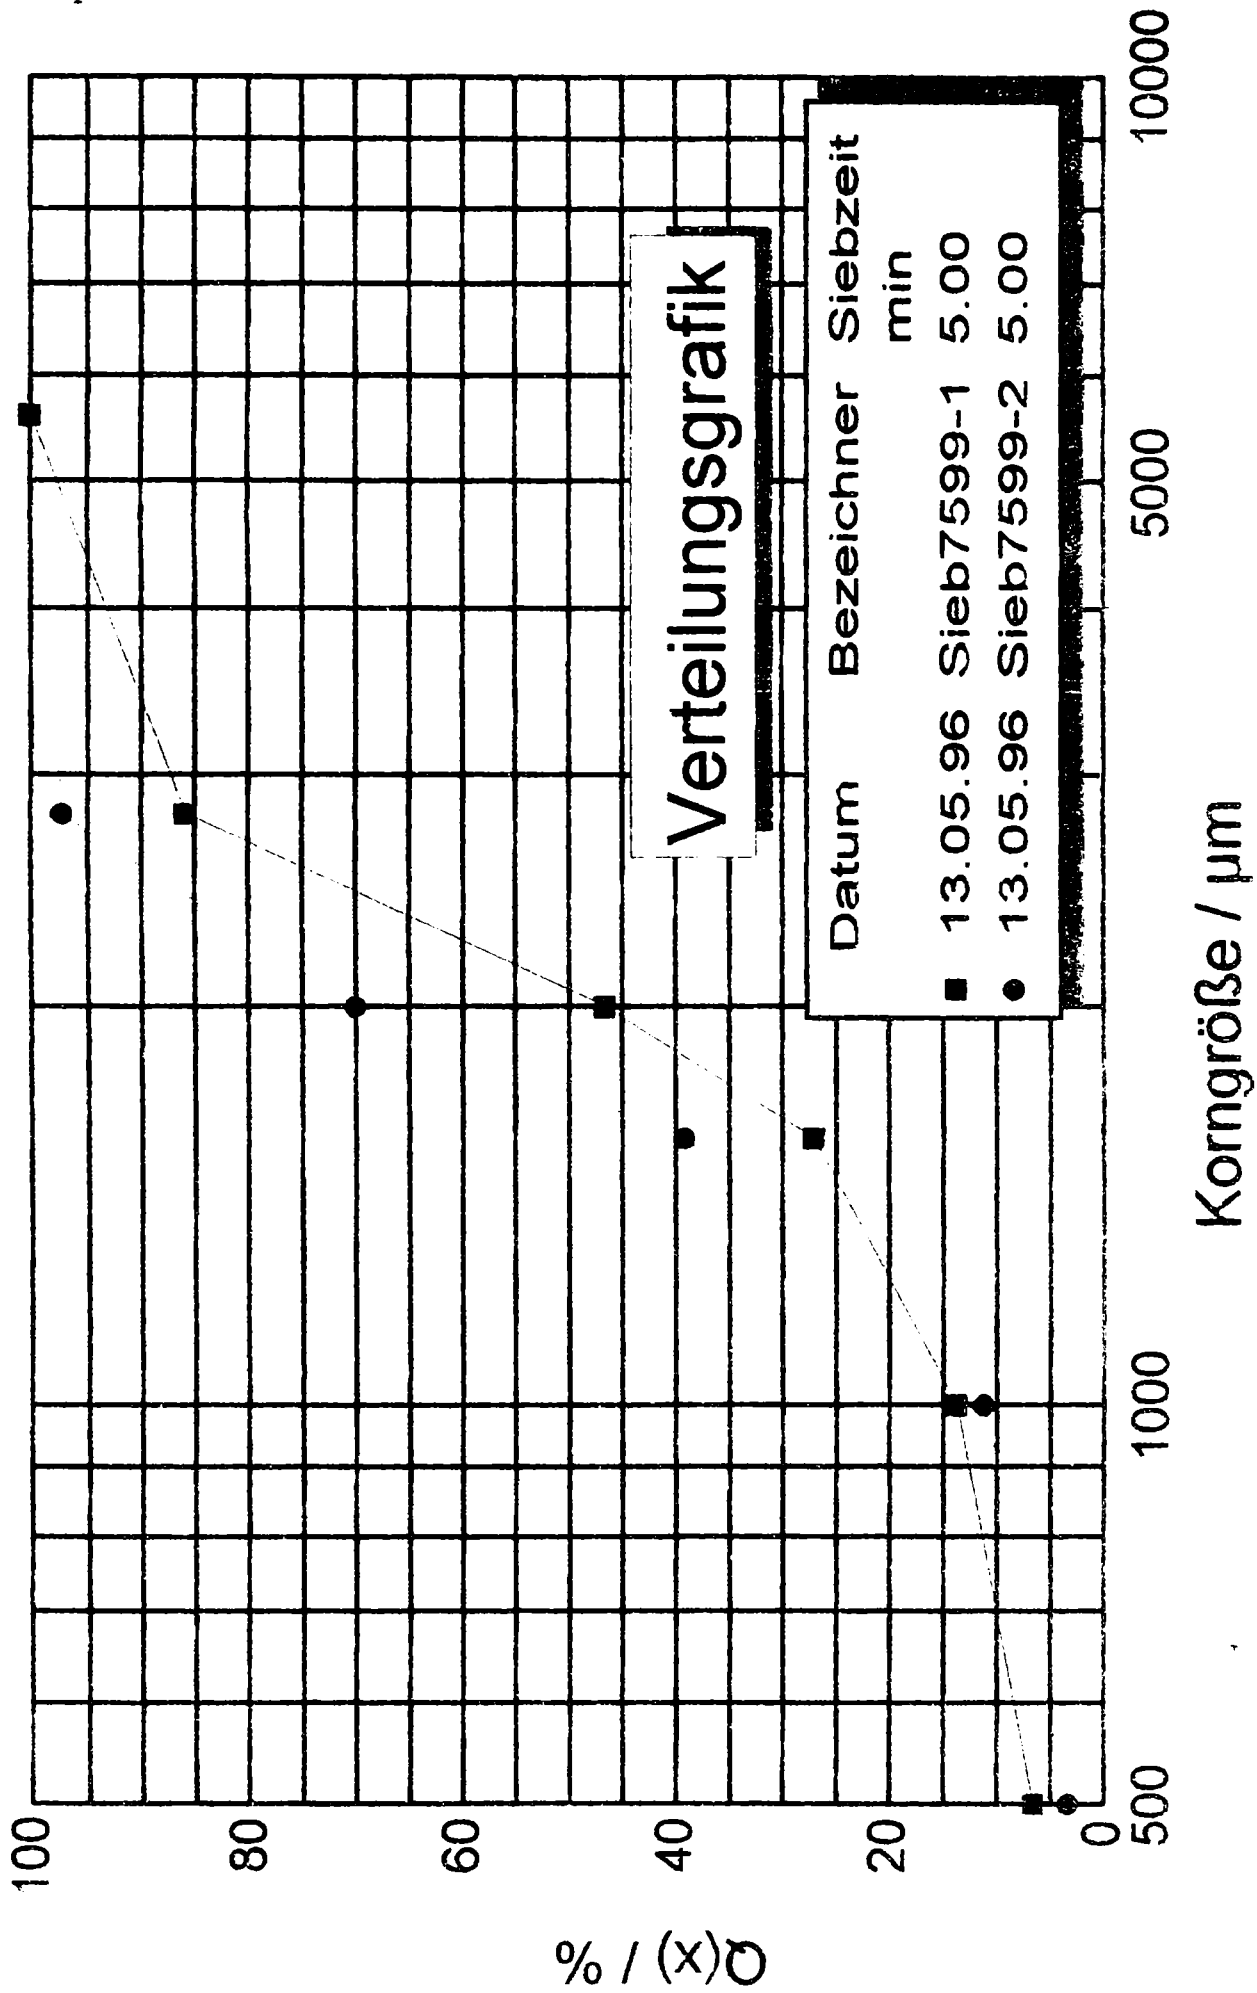 Q(x) / %
100
80
60
40
20
0
Verteilungsgrafik
Datum Bezeichner Siebzeit
min
13.05.96 Sieb7599-1 5.00
13.05.96 Sieb7599-2 5.00
500
1000
5000
10000
Korngröße / µm